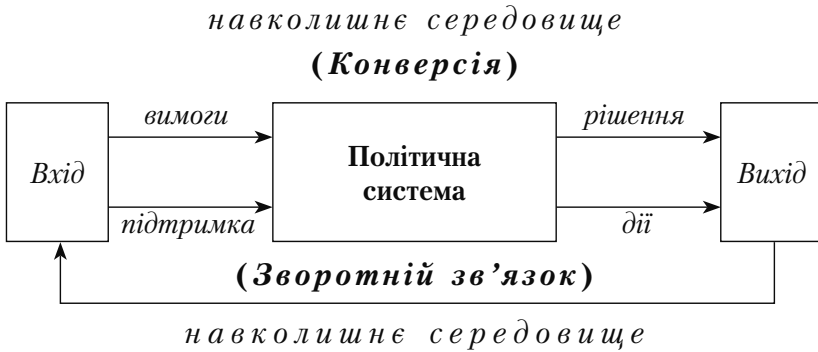 навколишнє середовище
(Конверсія)
вимоги
рішення
Вхід
Політична
система
Вихід
підтримка
дії
(Зворотній зв’язок)
навколишнє середовище